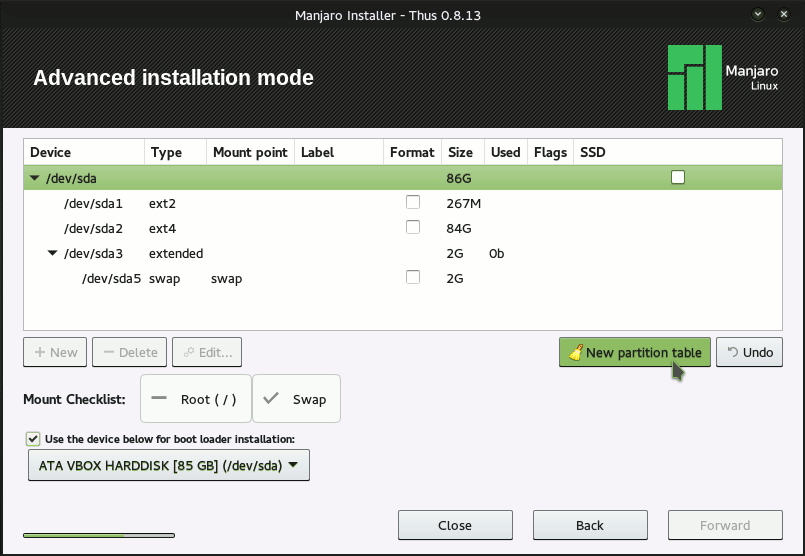 Manjaro Installer - Thus 0.8.13
Advanced installation mode
Manjaro
Linux
Device Type Mount point Label Format Size Used Flags SSD
/dev/sda 86G
/dev/sda1 ext2 267M
/dev/sda2 ext4 84G
/dev/sda3 extended 2G 0b
/dev/sda5 swap swap 2G
New Delete Edit... New partition table Undo
Mount Checklist: Root ( / ) Swap
Use the device below for boot loader installation:
ATA VBOX HARDDISK [85 GB] (/dev/sda)
Close Back Forward